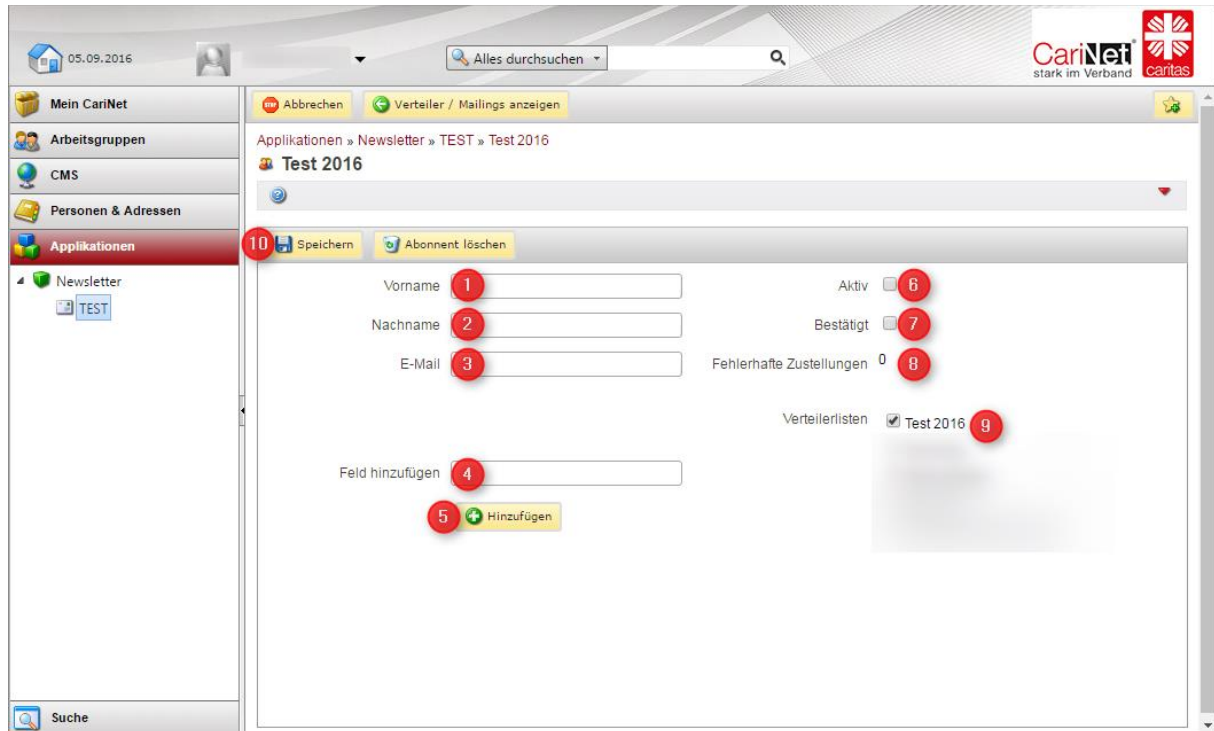 05.09.2016
Alles durchsuchen
CariNet
stark im Verband
caritas
Mein CariNet
Arbeitsgruppen
CMS
Personen & Adressen
Applikationen
Newsletter
TEST
Suche
STOP Abbrechen
Verteiler / Mailings anzeigen
Applikationen » Newsletter » TEST » Test 2016
Test 2016
?
10 Speichern Abonnent löschen
Vorname 1 Aktiv 6
Nachname 2 Bestätigt 7
E-Mail 3 Fehlerhafte Zustellungen 0 8
Verteilerlisten Test 2016 9
Feld hinzufügen 4
5 Hinzufügen